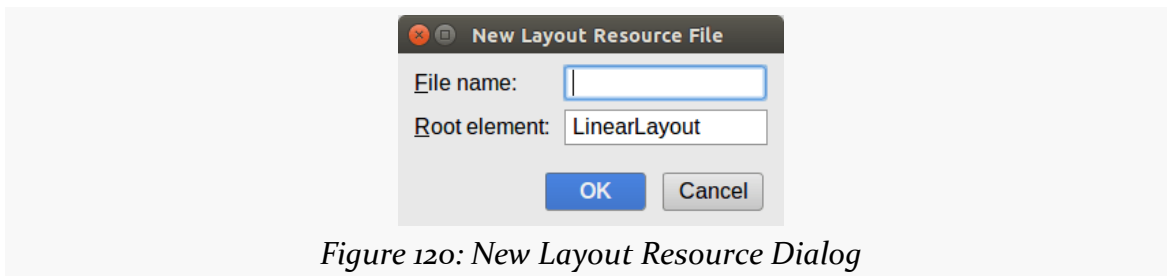 New Layout Resource File
File name:
Root element: LinearLayout
OK Cancel
Figure 120: New Layout Resource Dialog